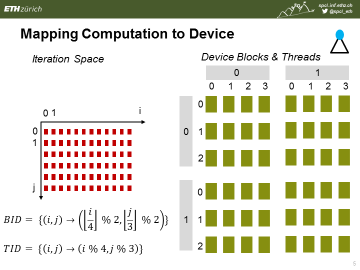 ETH zürich
spcl.inf.ethz.ch
@spcl_eth
Mapping Computation to Device
Iteration Space
Device Blocks & Threads
0 1
0 1 2 3 0 1 2 3
0 1 i
0
1
j
0
0
1
2
1
0
1
2
BID = {(i, j) → (⌊i/4⌋ % 2, ⌊j/3⌋ % 2)}
TID = {(i, j) → (i % 4, j % 3)}
5